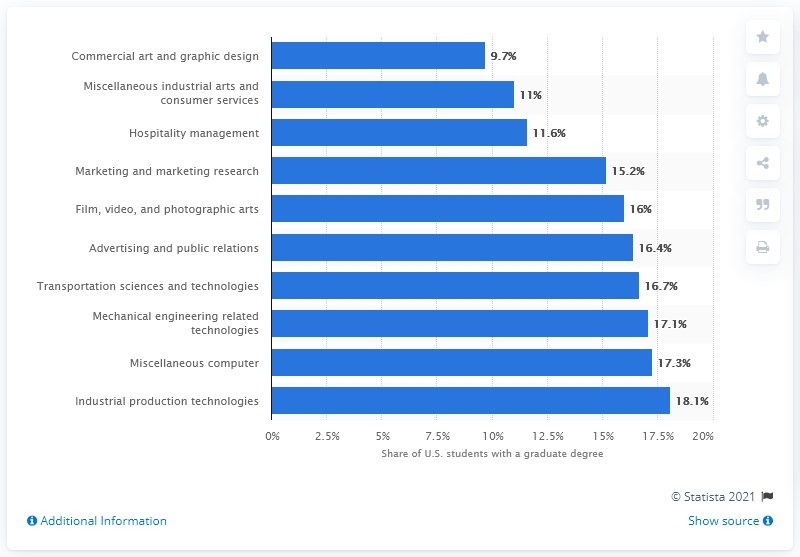 Commercial art and graphic design
9.7%
Miscellaneous industrial arts and
consumer services
11%
Hospitality management
11.6%
Marketing and marketing research
15.2%
Film, video, and photographic arts
16%
Advertising and public relations
16.4%
Transportation sciences and technologies
16.7%
Mechanical engineering related
technologies
17.1%
Miscellaneous computer
17.3%
Industrial production technologies
18.1%
0% 2.5% 5% 7.5% 10% 12.5% 15% 17.5% 20%
Share of U.S. students with a graduate degree
© Statista 2021
Additional Information
Show source